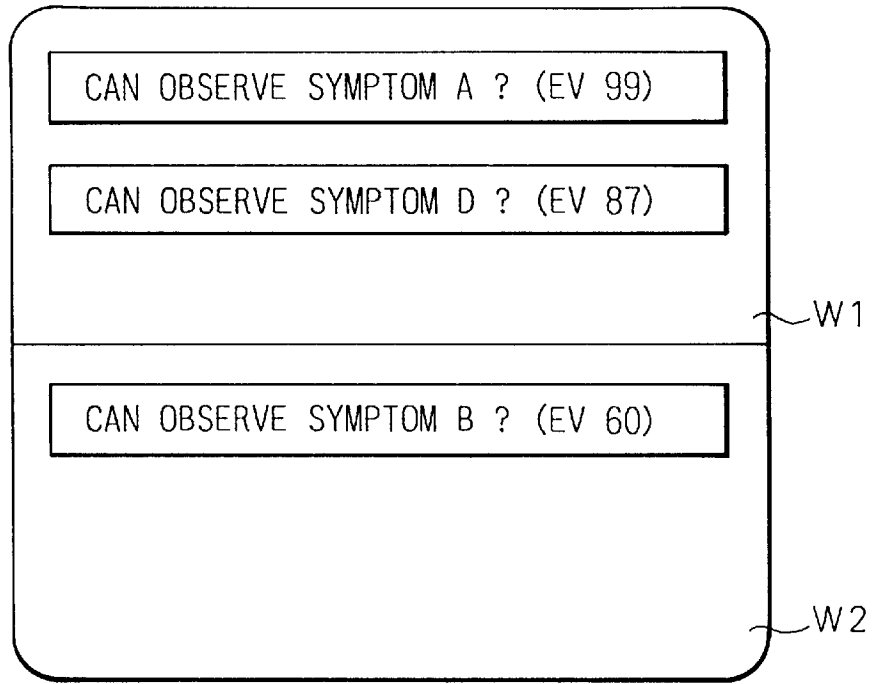 CAN OBSERVE SYMPTOM A ? (EV 99)
CAN OBSERVE SYMPTOM D ? (EV 87)
W1
CAN OBSERVE SYMPTOM B ? (EV 60)
W2